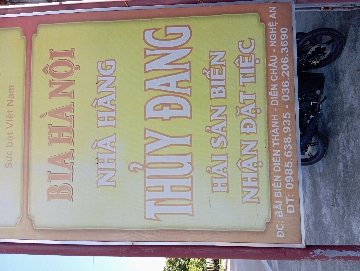 Sức bật Việt Nam
BIA HÀ NỘI
NHÀ HÀNG
THỦY ĐANG
HẢI SẢN BIỂN
NHẬN ĐẶT TIỆC
ĐC: BÃI BIỂN DIỄN THÀNH - DIỄN CHÂU - NGHỆ AN
ĐT: 0985.638.935 - 036.206.3690